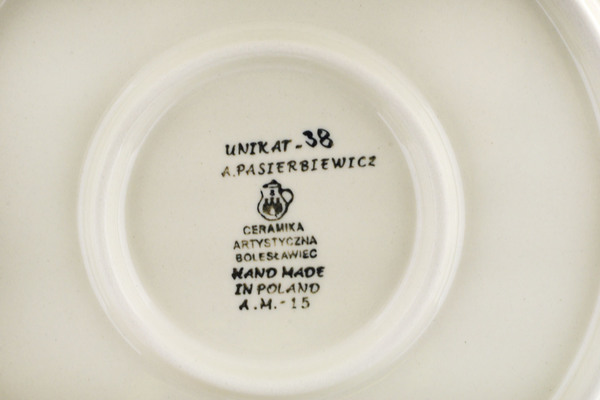 UNIKAT - 38
A. PASIERBIEWICZ
CERAMIKA
ARTYSTYCZNA
BOLESŁAWIEC
HAND MADE
IN POLAND
A.M. - 15